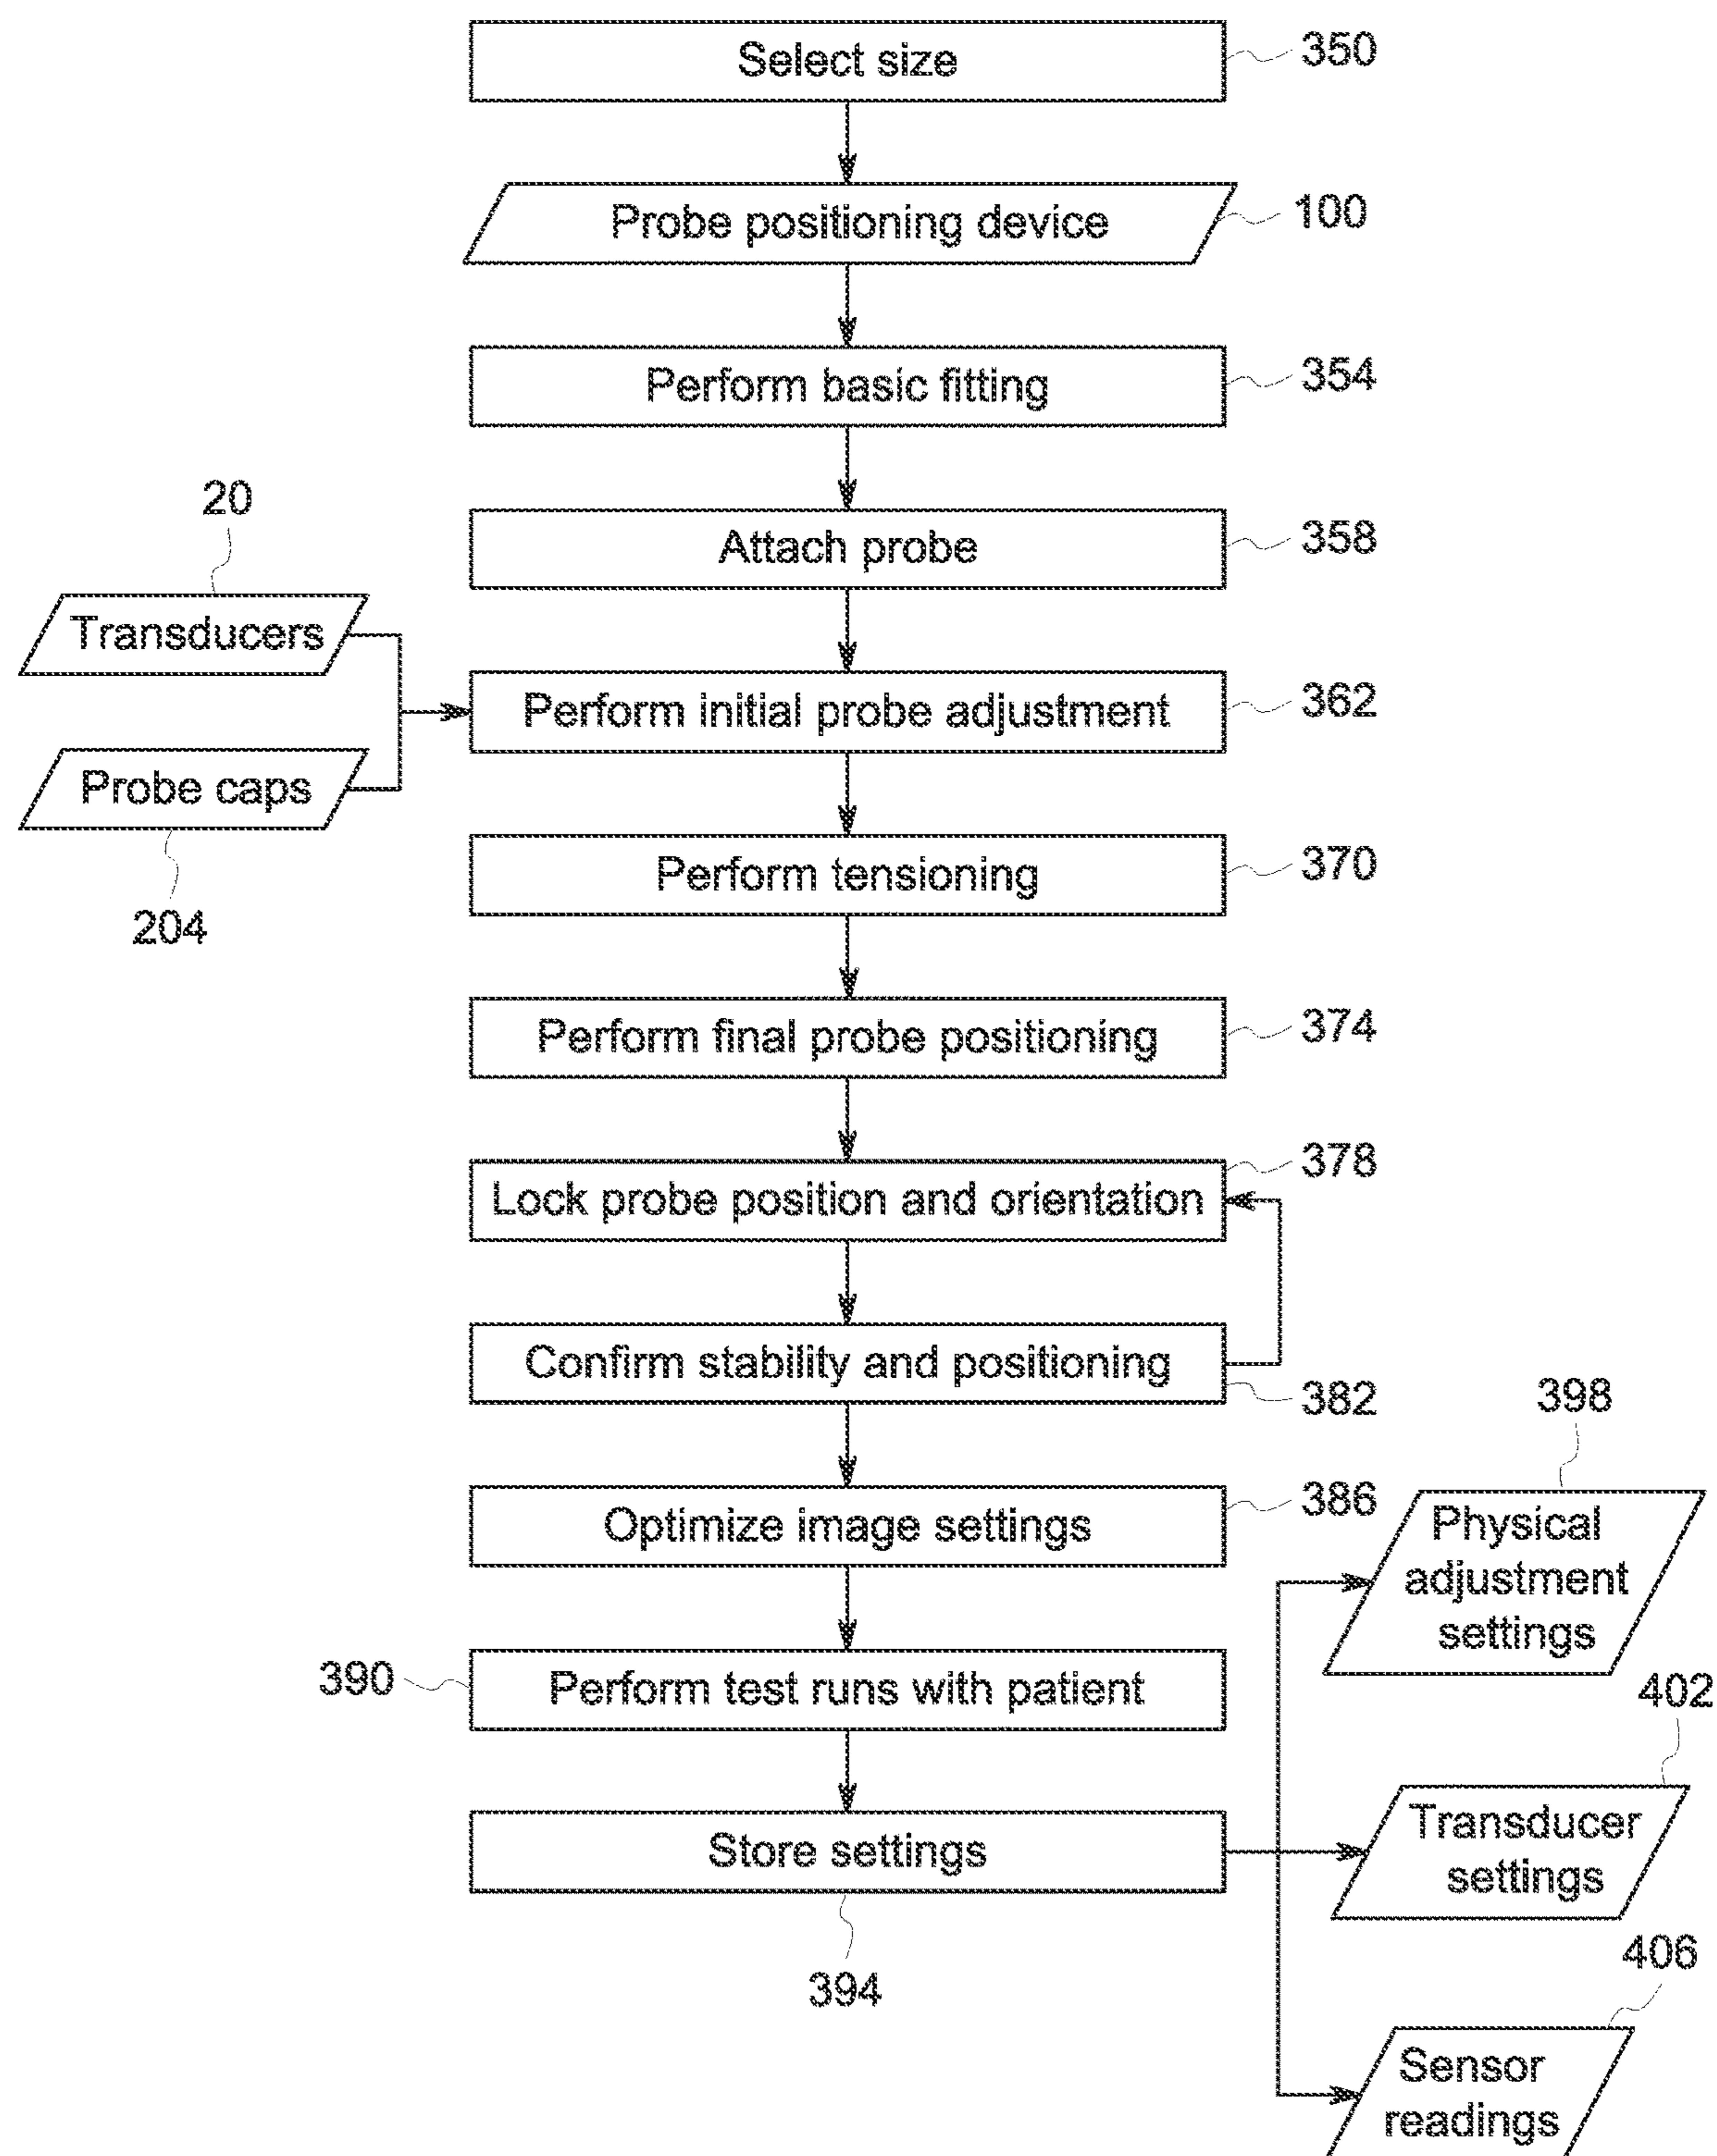 Select size
350
Probe positioning device
100
Perform basic fitting
354
20
Attach probe
358
Transducers
Perform initial probe adjustment
362
Probe caps
204
Perform tensioning
370
Perform final probe positioning
374
Lock probe position and orientation
378
Confirm stability and positioning
382
398
Optimize image settings
386
Physical
adjustment
settings
390
Perform test runs with patient
402
Store settings
394
Transducer
settings
406
Sensor
readings